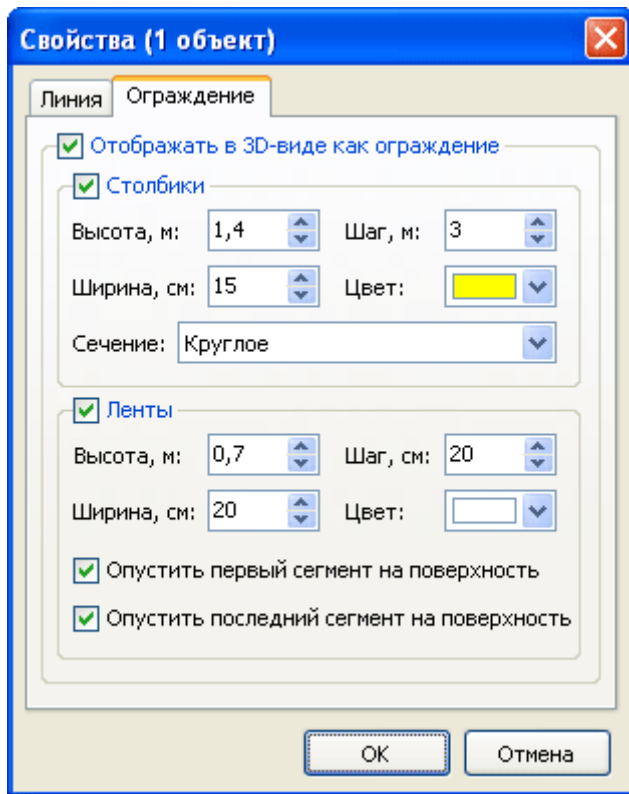 Свойства (1 объект)
Линия Ограждение
Отображать в 3D-виде как ограждение
Столбики
Высота, м: 1,4 Шаг, м: 3
Ширина, см: 15 Цвет:
Сечение: Круглое
Ленты
Высота, м: 0,7 Шаг, см: 20
Ширина, см: 20 Цвет:
Опустить первый сегмент на поверхность
Опустить последний сегмент на поверхность
ОК Отмена